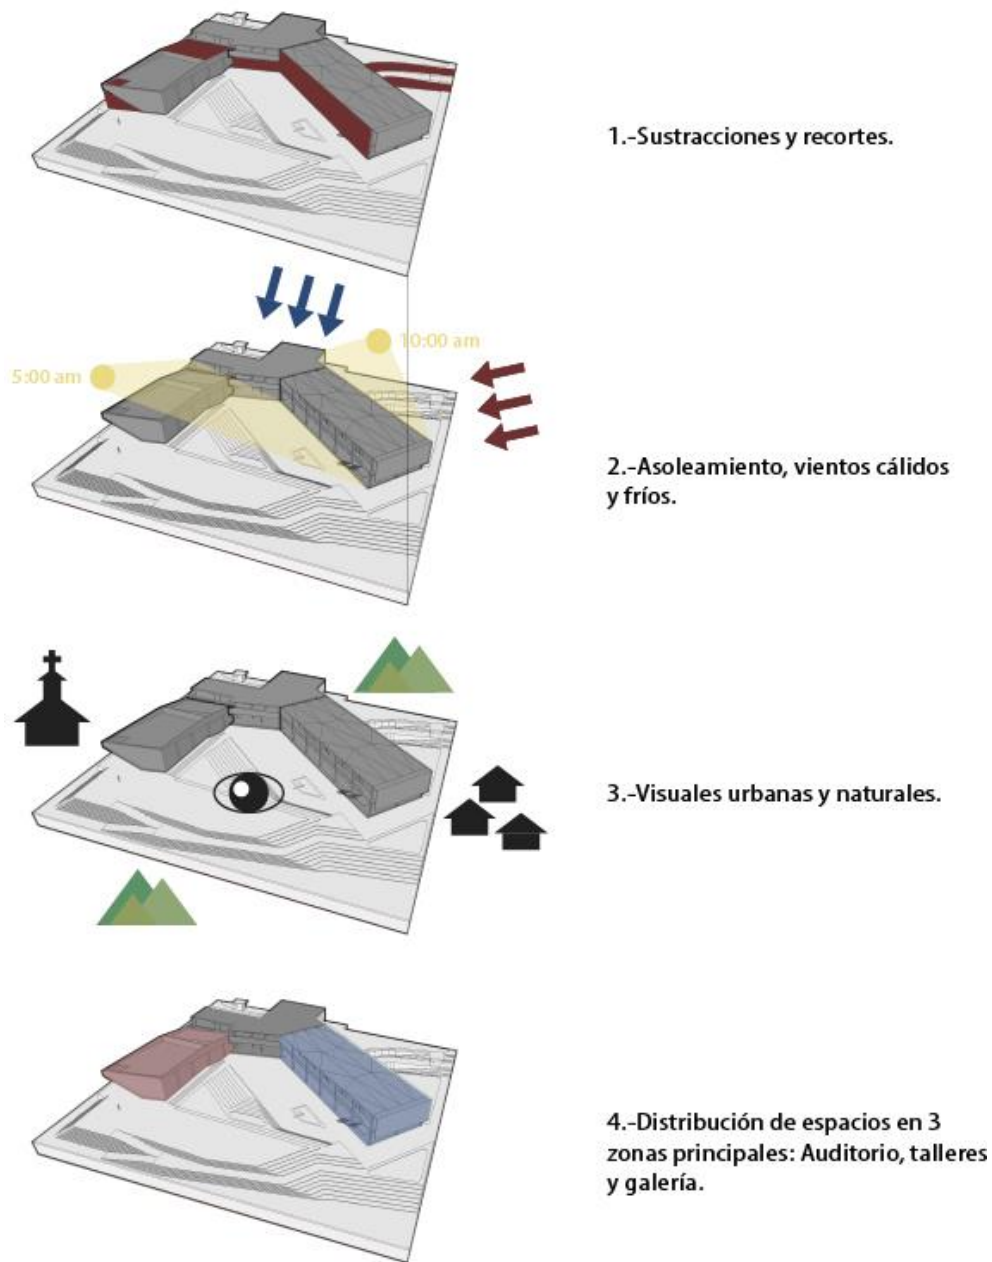 1.-Sustracciones y recortes.
10:00 am
5:00 am
2.-Asoleamiento, vientos cálidos
y fríos.
3.-Visuales urbanas y naturales.
4.-Distribución de espacios en 3
zonas principales: Auditorio, talleres
y galería.